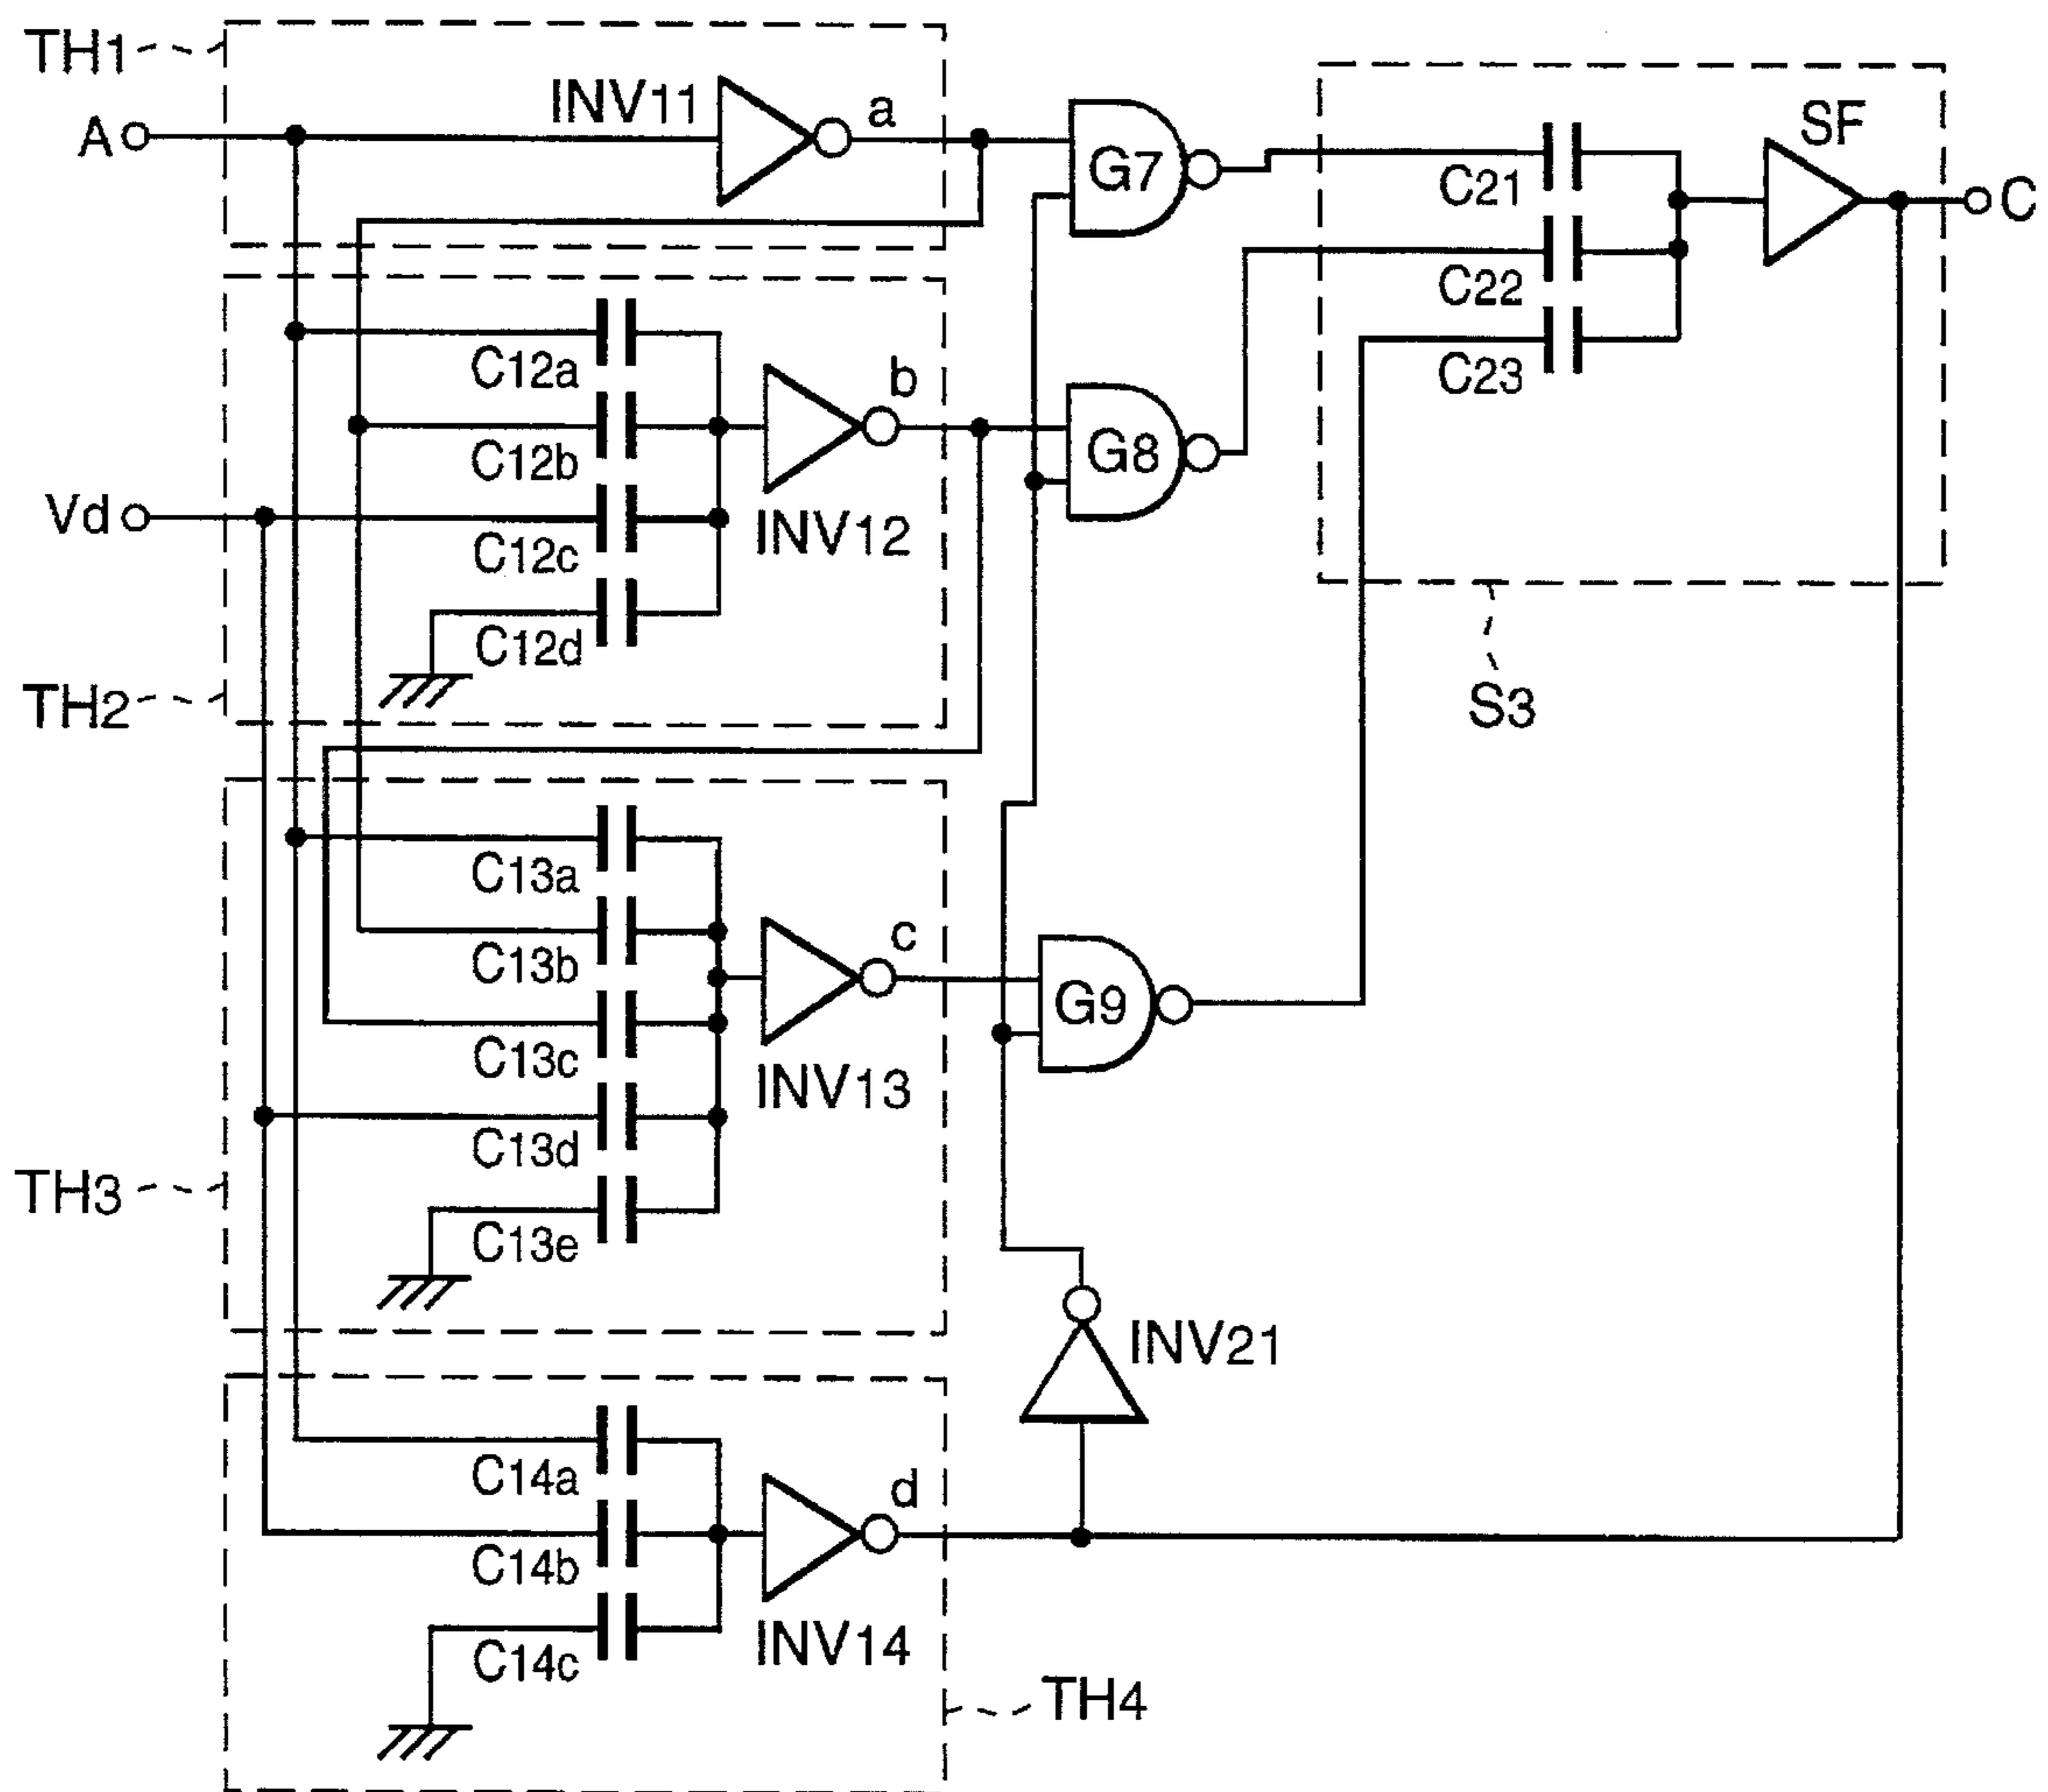 TH1
INV11
a
SF
A
G7
C21
C
C22
C12a
b
C23
C12b
G8
Vd
C12c
INV12
C12d
TH2
S3
C13a
C13b
c
G9
C13c
INV13
C13d
TH3
C13e
INV21
C14a
d
C14b
INV14
C14c
TH4